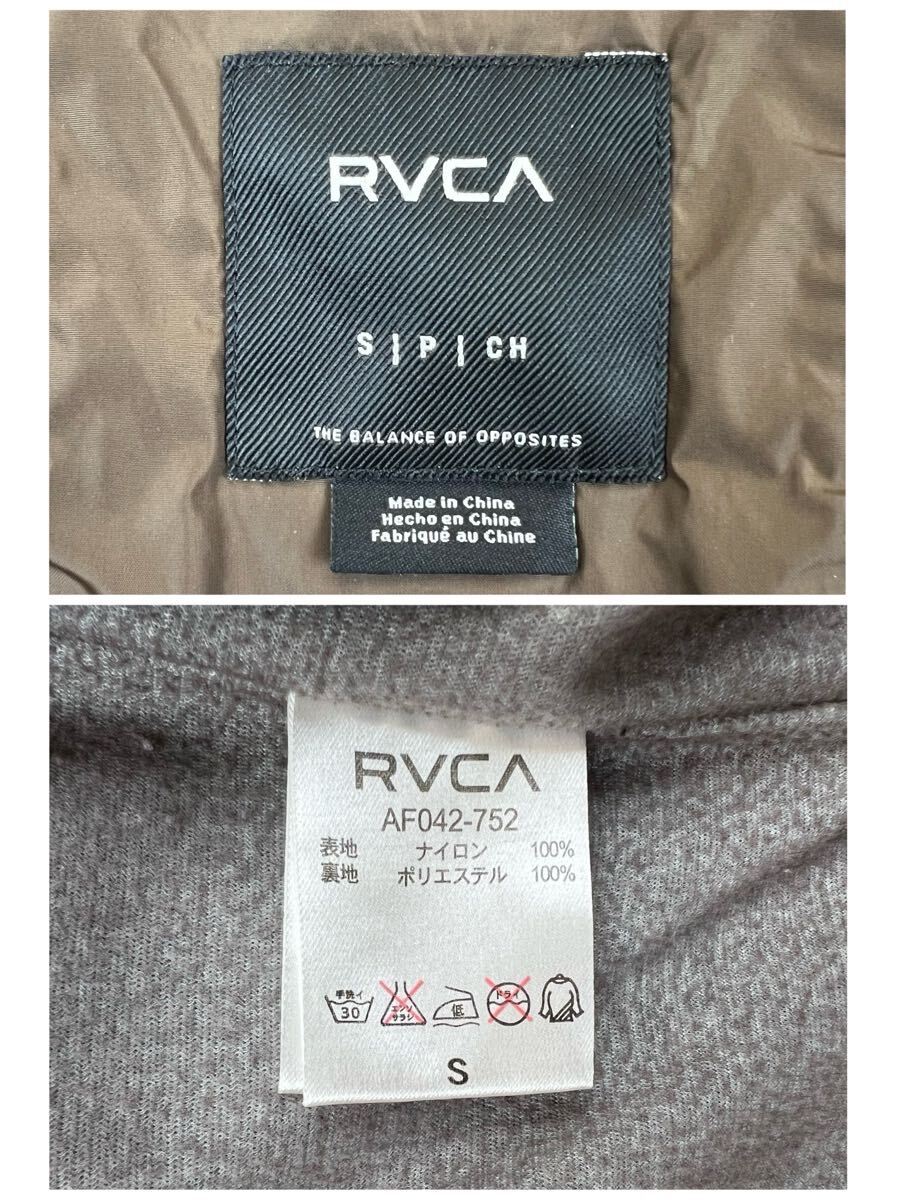 RVCA
S | P | CH
THE BALANCE OF OPPOSITES
Made in China
Hecho en China
Fabriqué au Chine
RVCA
AF042-752
表地 ナイロン 100%
裏地 ポリエステル 100%
手洗イ 30 エンソサラシ 低 ドライ
S